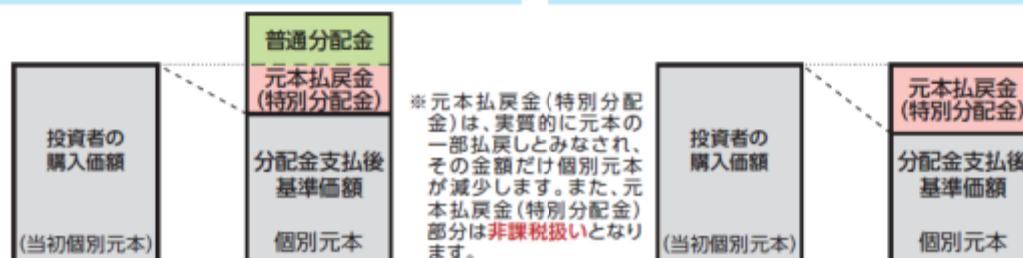 普通分配金
元本払戻金
(特別分配金)
投資者の
購入価額
(当初個別元本)
分配金支払後
基準価額
個別元本
※元本払戻金(特別分配
金)は、実質的に元本の
一部払戻しとみなされ、
その金額だけ個別元本
が減少します。また、元
本払戻金(特別分配金)
部分は非課税扱いとなり
ます。
投資者の
購入価額
(当初個別元本)
元本払戻金
(特別分配金)
分配金支払後
基準価額
個別元本